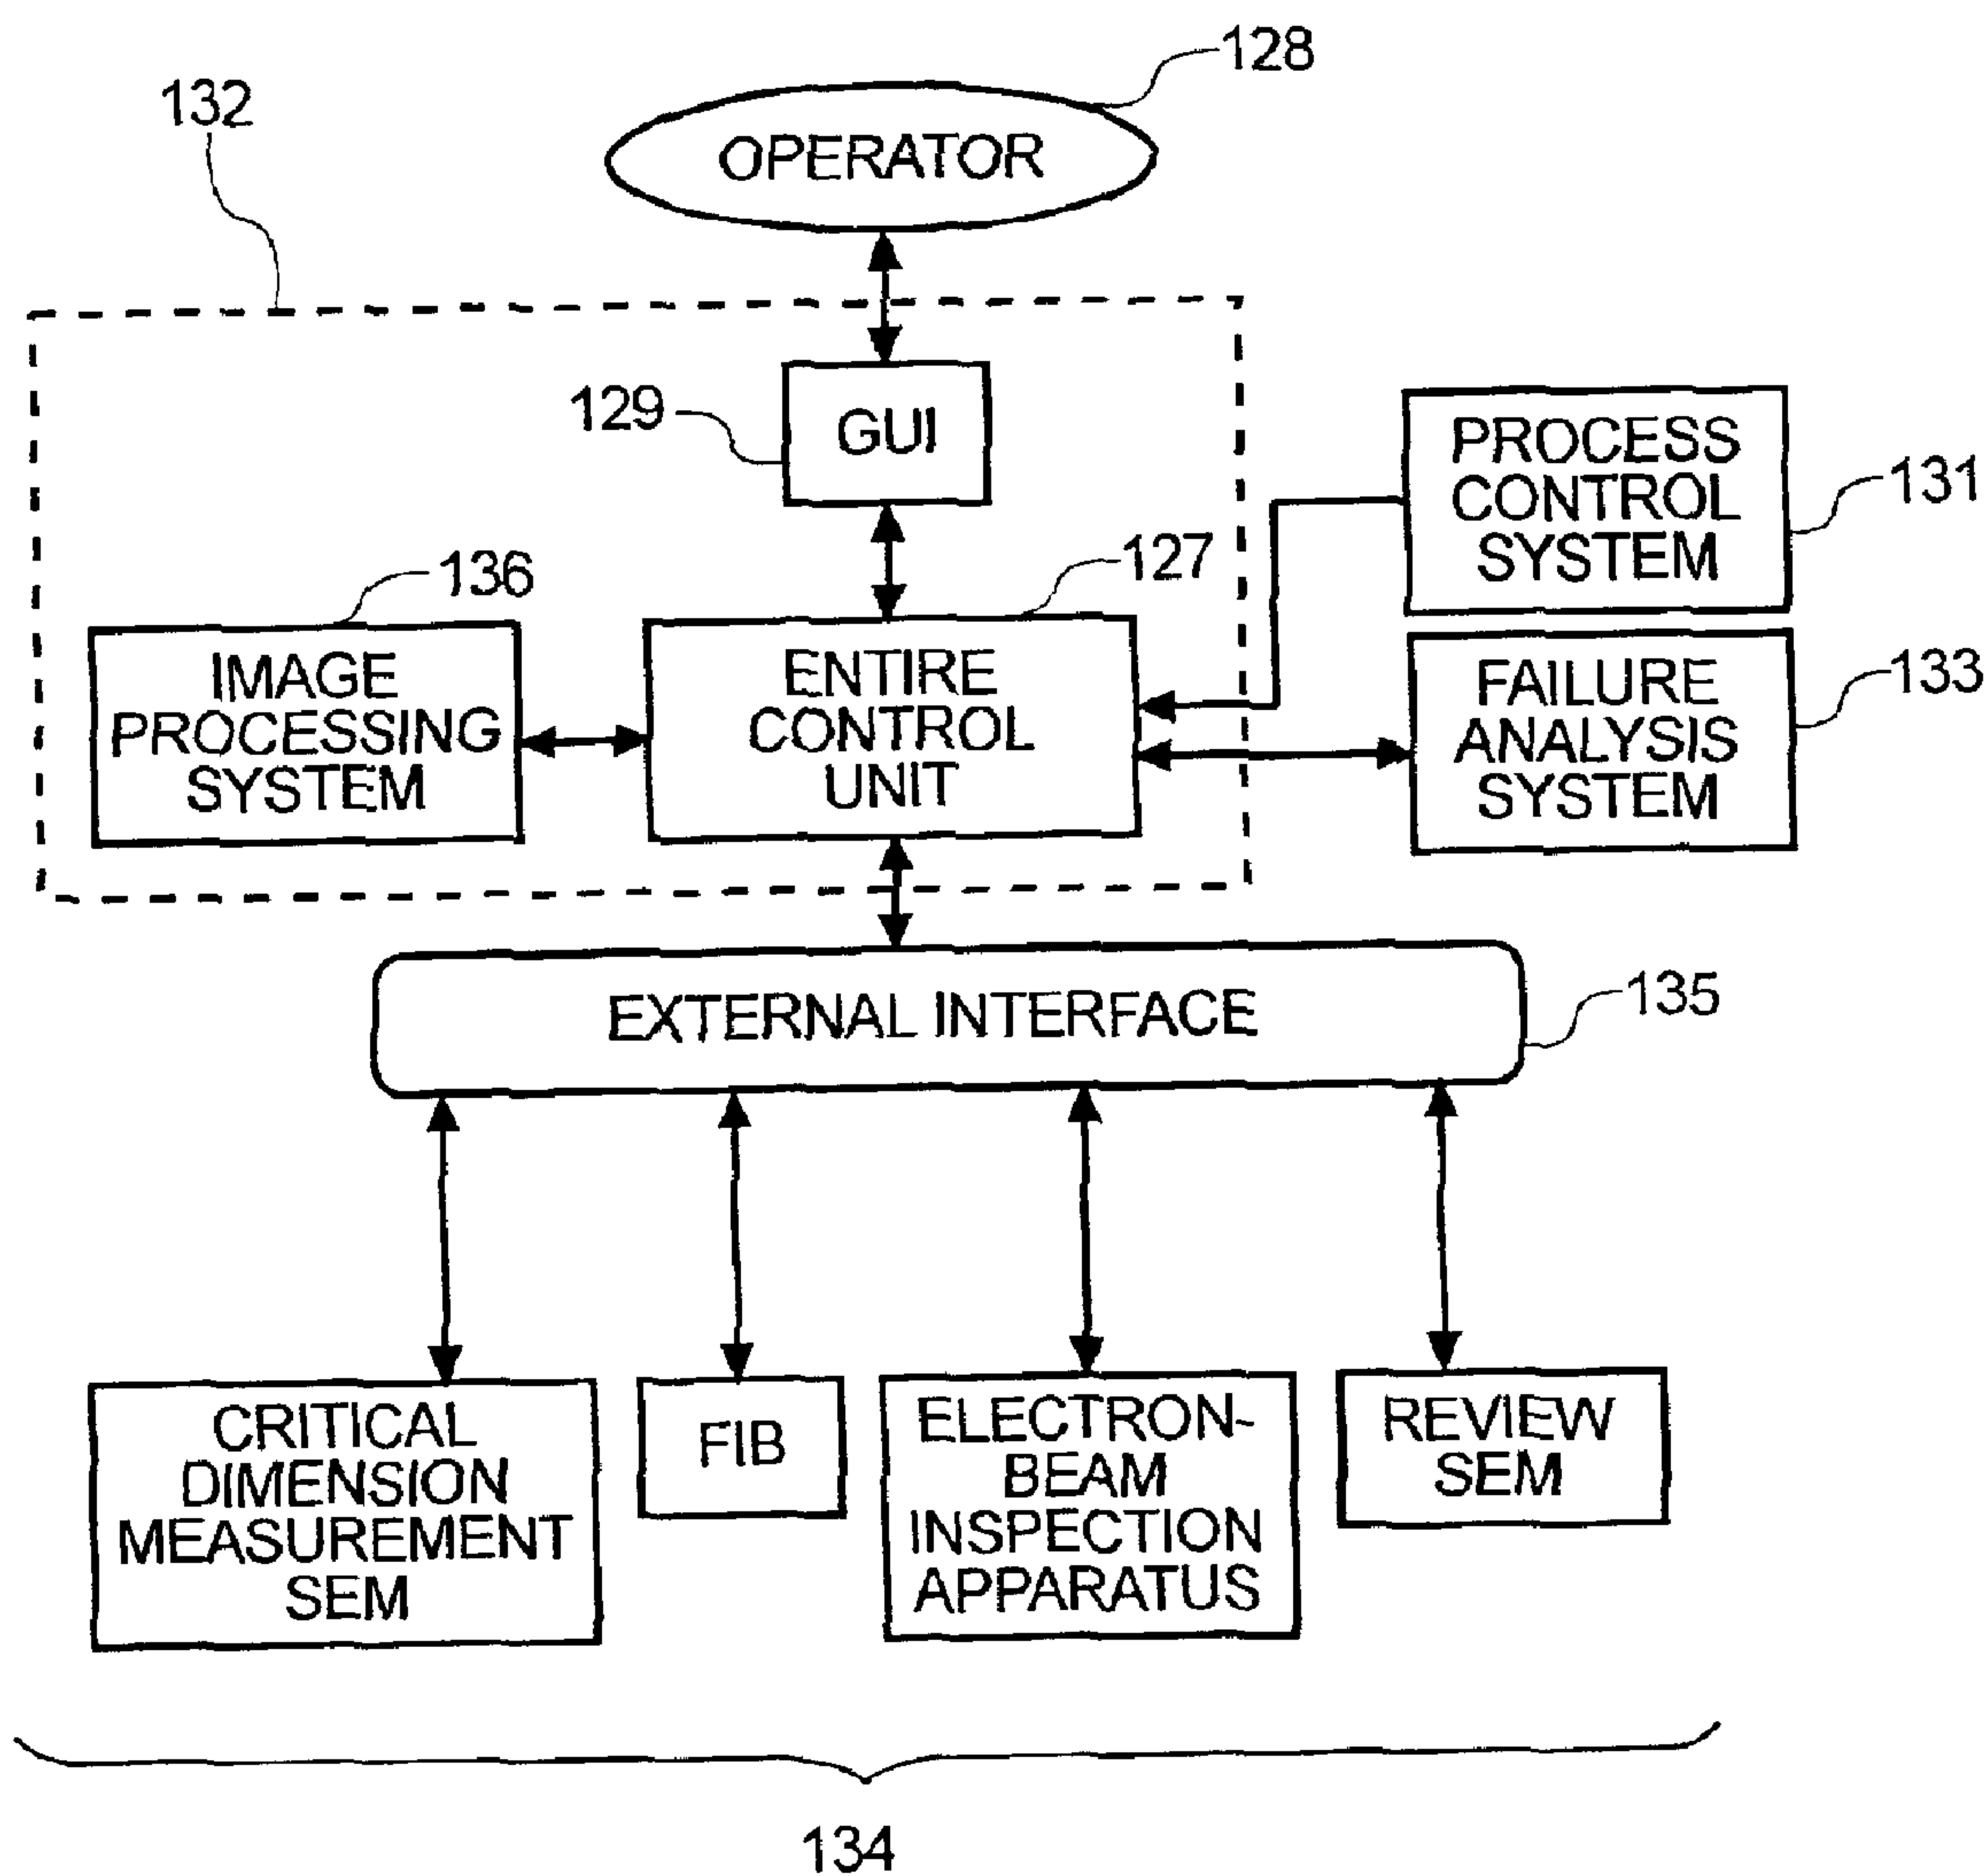 128
132
OPERATOR
129
GUI
PROCESS
CONTROL
SYSTEM
131
136
127
IMAGE
PROCESSING
SYSTEM
ENTIRE
CONTROL
UNIT
FAILURE
ANALYSIS
SYSTEM
133
EXTERNAL INTERFACE
135
CRITICAL
DIMENSION
MEASUREMENT
SEM
FIB
ELECTRON-
BEAM
INSPECTION
APPARATUS
REVIEW
SEM
134